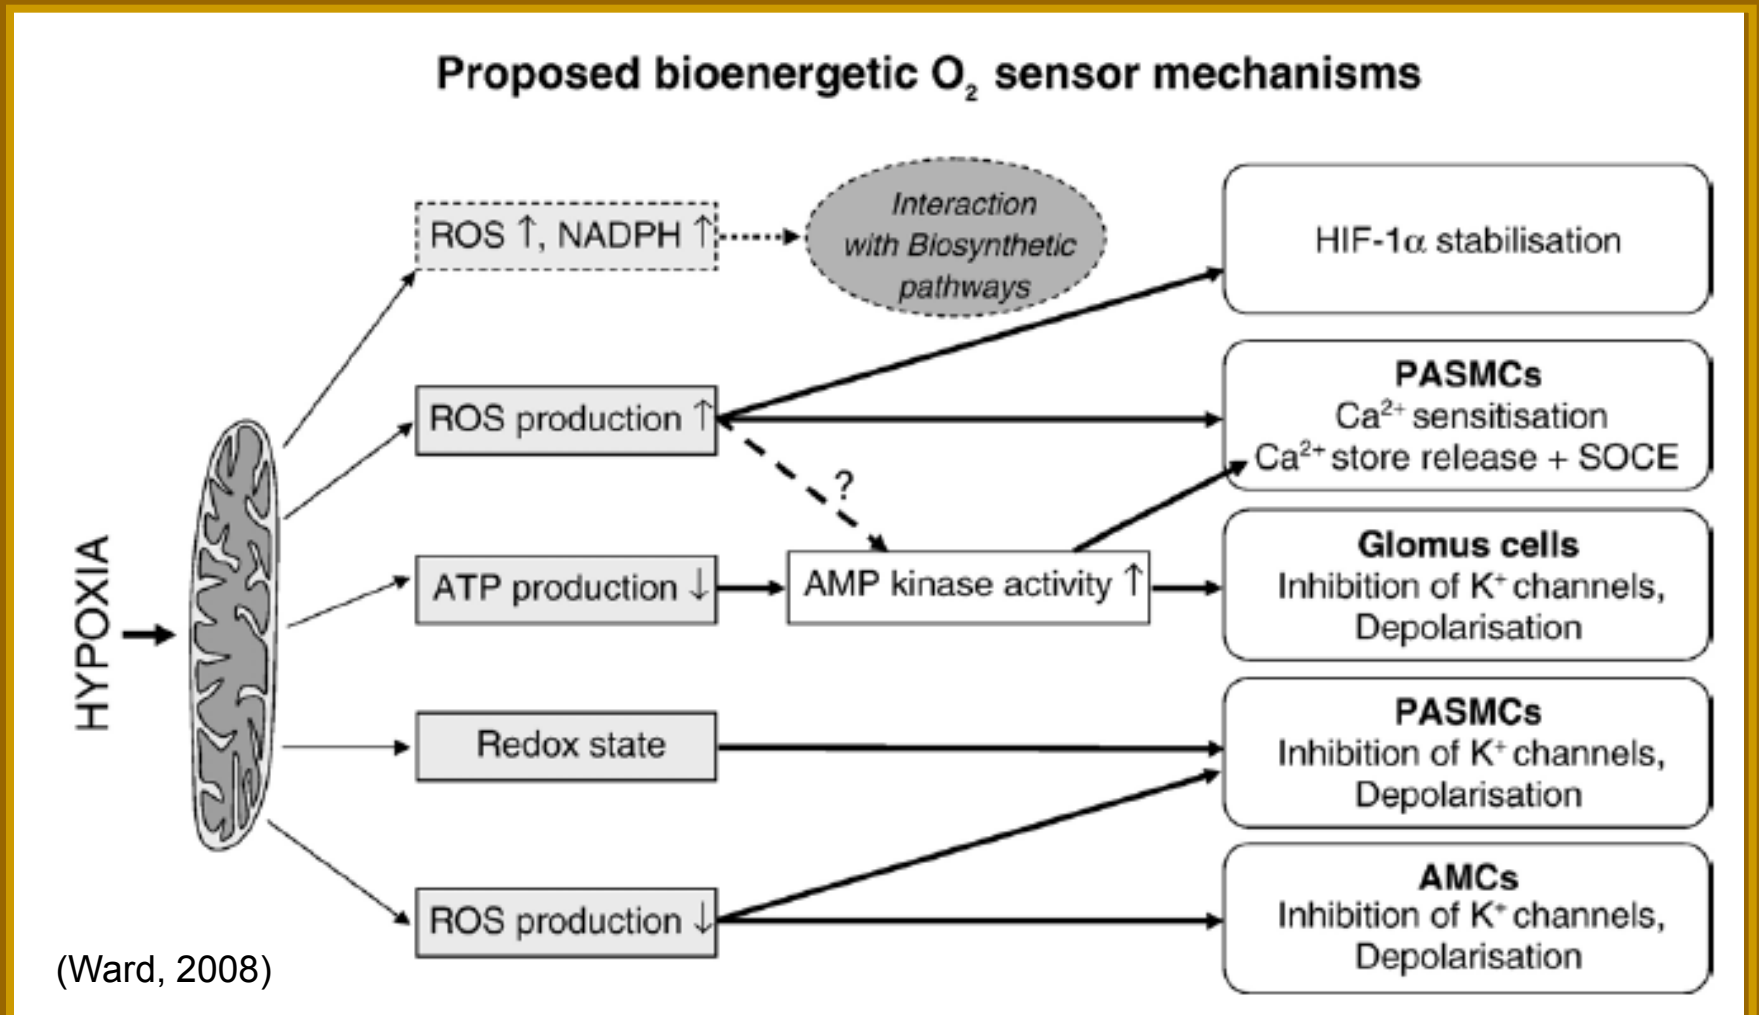 Proposed bioenergetic O₂ sensor mechanisms
ROS ↑, NADPH ↑
Interaction
with Biosynthetic
pathways
HIF-1α stabilisation
ROS production ↑
PASMCs
Ca²⁺ sensitisation
Ca²⁺ store release + SOCE
?
HYPOXIA
ATP production ↓
AMP kinase activity ↑
Glomus cells
Inhibition of K⁺ channels,
Depolarisation
Redox state
PASMCs
Inhibition of K⁺ channels,
Depolarisation
ROS production ↓
AMCs
Inhibition of K⁺ channels,
Depolarisation
(Ward, 2008)